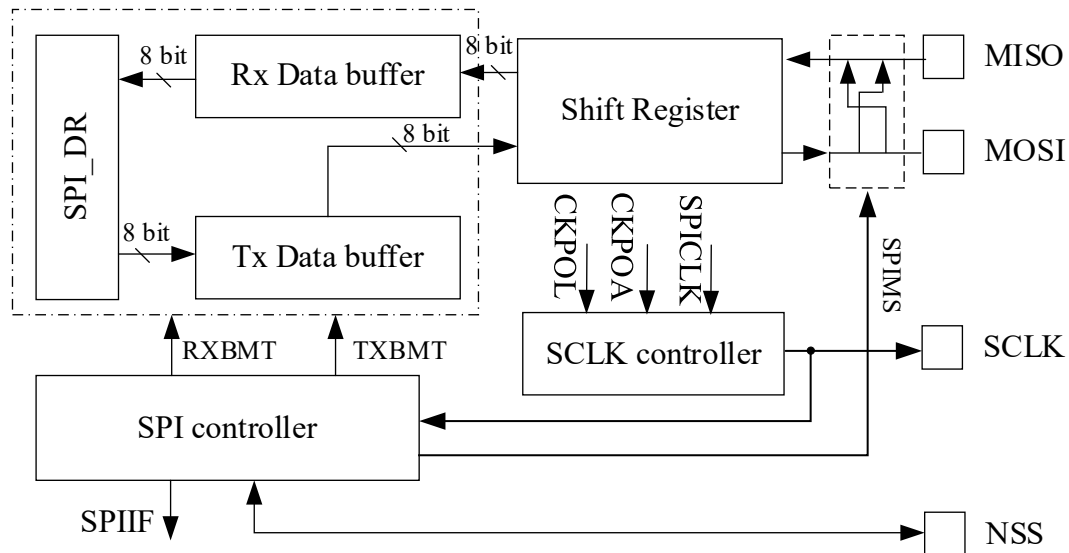 8 bit
Rx Data buffer
8 bit
Shift Register
MISO
SPI_DR
8 bit
MOSI
8 bit
Tx Data buffer
CKPOL
CKPOA
SPICLK
SPIMS
RXBMT
TXBMT
SCLK controller
SCLK
SPI controller
SPIIF
NSS